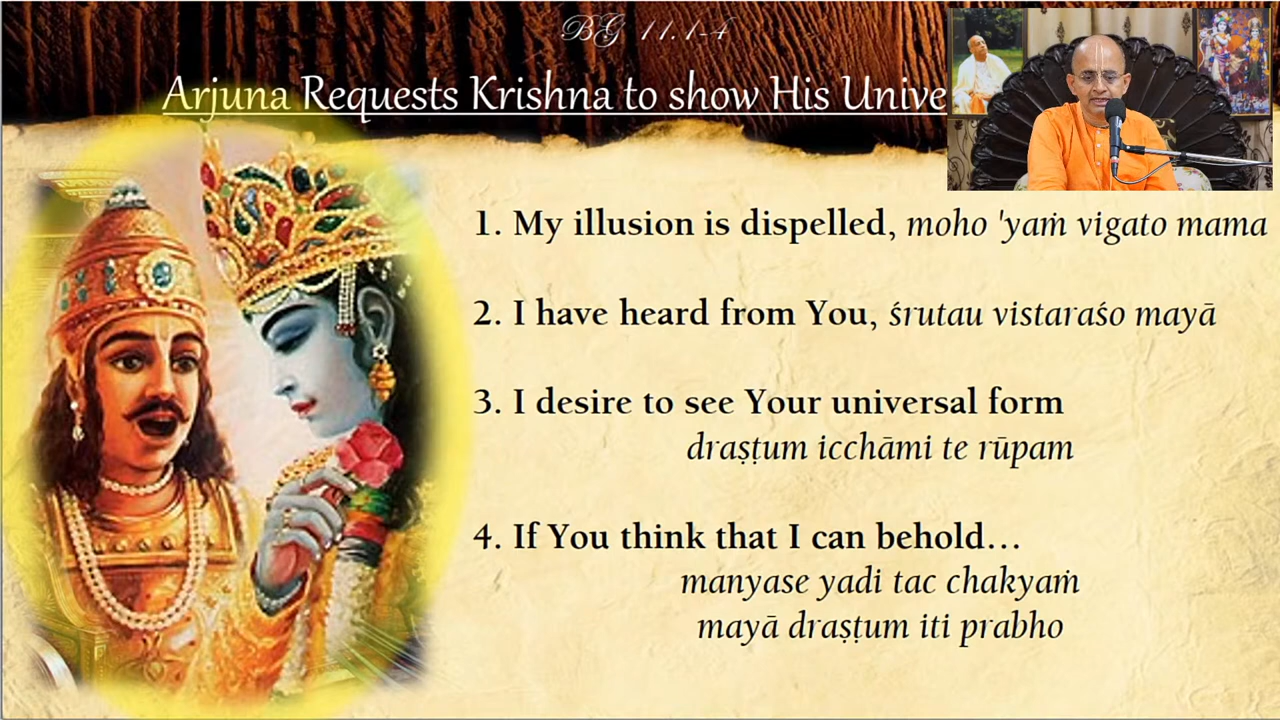 BG 11.1-4
Arjuna Requests Krishna to show His Unive
1. My illusion is dispelled, moho 'yaṁ vigato mama
2. I have heard from You, śrutau vistaraśo mayā
3. I desire to see Your universal form
draṣṭum icchāmi te rūpam
4. If You think that I can behold…
manyase yadi tac chakyaṁ
mayā draṣṭum iti prabho